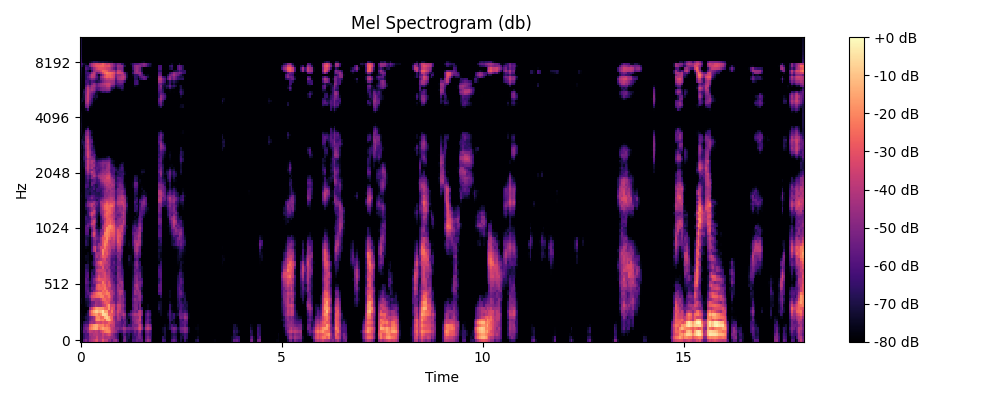 Mel Spectrogram (db)
8192
4096
2048
1024
512
0
Hz
0 5 10 15
Time
+0 dB
-10 dB
-20 dB
-30 dB
-40 dB
-50 dB
-60 dB
-70 dB
-80 dB